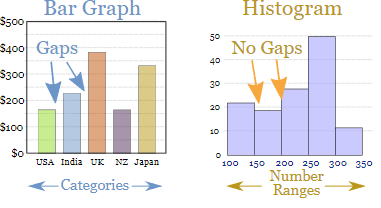 Bar Graph
$500
$400
$300
$200
$100
$0
Gaps
USA India UK NZ Japan
Categories
Histogram
50
40
30
20
10
0
No Gaps
100 150 200 250 300 350
Number
Ranges